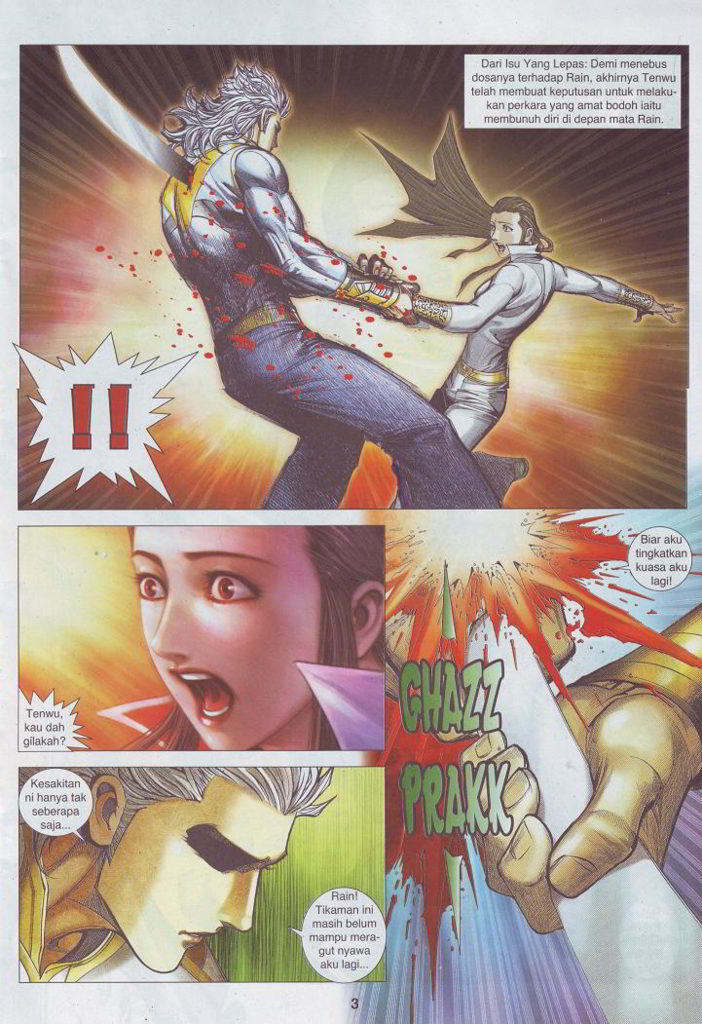 Dari Isu Yang Lepas: Demi menebus
dosanya terhadap Rain, akhirnya Tenwu
telah membuat keputusan untuk melaku-
kan perkara yang amat bodoh iaitu
membunuh diri di depan mata Rain.
!!
Biar aku
tingkatkan
kuasa aku
lagi!
Tenwu,
kau dah
gilakah?
GHAZZ
PRAKK
Kesakitan
ni hanya tak
seberapa
saja...
Rain!
Tikaman ini
masih belum
mampu mera-
gut nyawa
aku lagi...
3